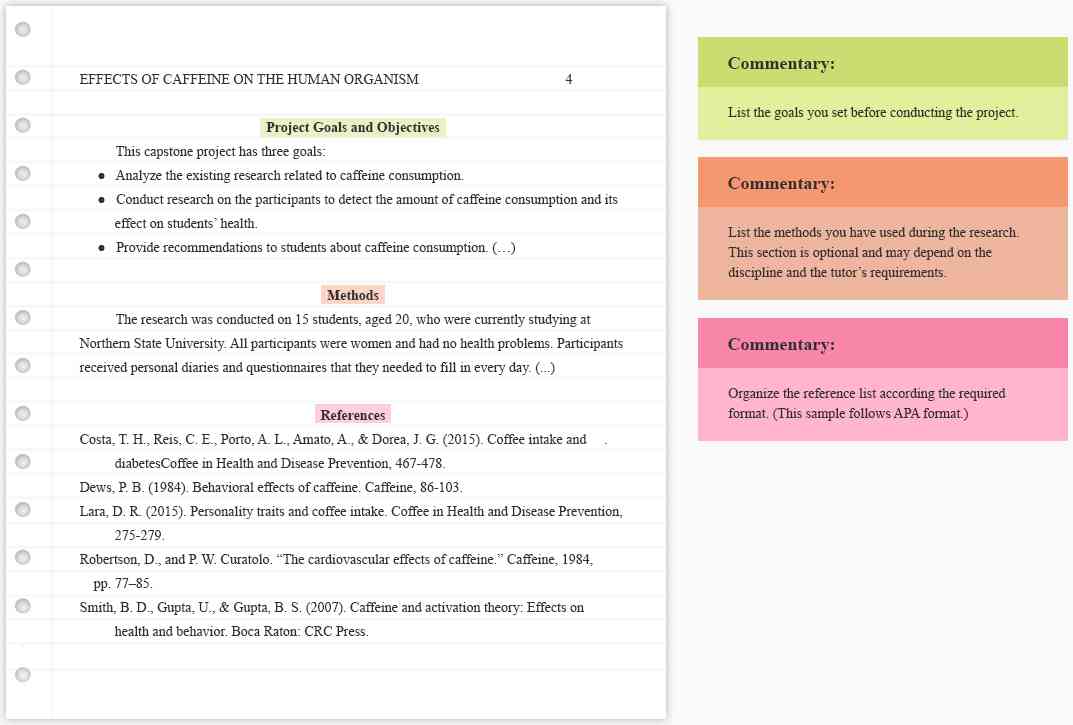 EFFECTS OF CAFFEINE ON THE HUMAN ORGANISM 4
Project Goals and Objectives
This capstone project has three goals:
● Analyze the existing research related to caffeine consumption.
● Conduct research on the participants to detect the amount of caffeine consumption and its
effect on students’ health.
● Provide recommendations to students about caffeine consumption. (…)
Methods
The research was conducted on 15 students, aged 20, who were currently studying at
Northern State University. All participants were women and had no health problems. Participants
received personal diaries and questionnaires that they needed to fill in every day. (...)
References
Costa, T. H., Reis, C. E., Porto, A. L., Amato, A., & Dorea, J. G. (2015). Coffee intake and .
diabetesCoffee in Health and Disease Prevention, 467-478.
Dews, P. B. (1984). Behavioral effects of caffeine. Caffeine, 86-103.
Lara, D. R. (2015). Personality traits and coffee intake. Coffee in Health and Disease Prevention,
275-279.
Robertson, D., and P. W. Curatolo. “The cardiovascular effects of caffeine.” Caffeine, 1984,
pp. 77–85.
Smith, B. D., Gupta, U., & Gupta, B. S. (2007). Caffeine and activation theory: Effects on
health and behavior. Boca Raton: CRC Press.
Commentary:
List the goals you set before conducting the project.
Commentary:
List the methods you have used during the research.
This section is optional and may depend on the
discipline and the tutor’s requirements.
Commentary:
Organize the reference list according the required
format. (This sample follows APA format.)